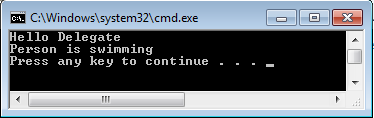 C:\Windows\system32\cmd.exe
Hello Delegate
Person is swimming
Press any key to continue . . . _